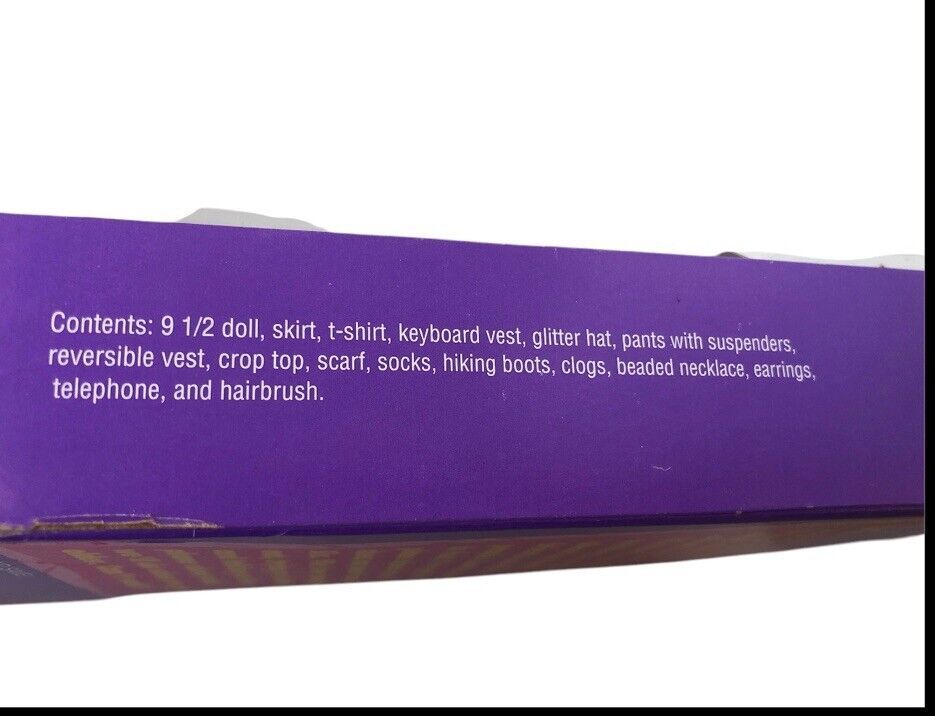 Contents: 9 1/2 doll, skirt, t-shirt, keyboard vest, glitter hat, pants with suspenders,
reversible vest, crop top, scarf, socks, hiking boots, clogs, beaded necklace, earrings,
telephone, and hairbrush.